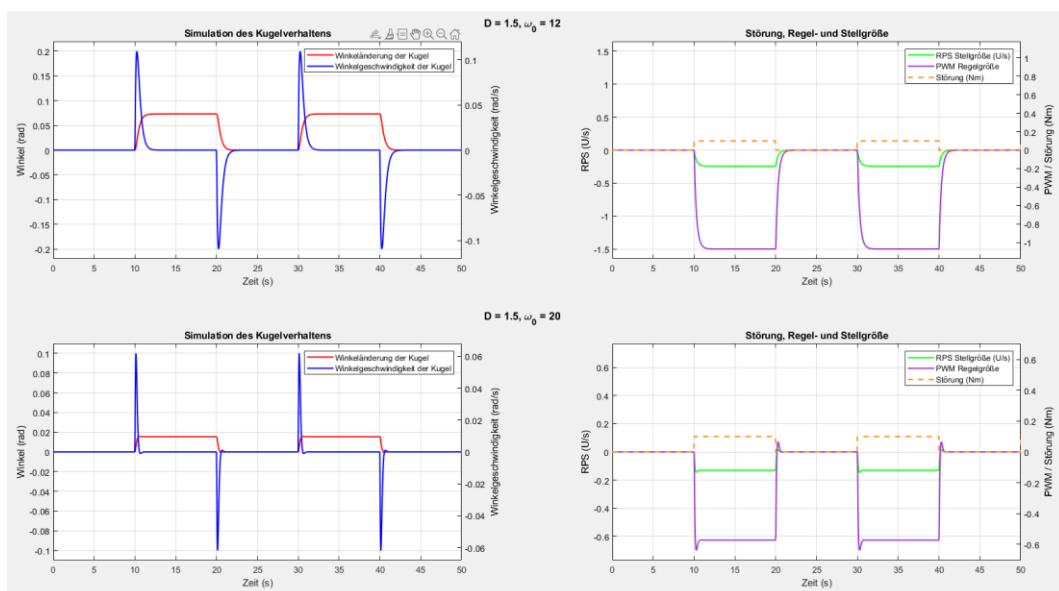 D = 1.5, ω0 = 12
Simulation des Kugelverhaltens
Winkeländerung der Kugel
Winkelgeschwindigkeit der Kugel
Winkel (rad)
0.2
0.15
0.1
0.05
0
-0.05
-0.1
-0.15
-0.2
0.1
0.05
0
-0.05
-0.1
Winkelgeschwindigkeit (rad/s)
0 5 10 15 20 25 30 35 40 45 50
Zeit (s)
Störung, Regel- und Stellgröße
RPS Stellgröße (U/s)
PWM Regelgröße
Störung (Nm)
RPS (U/s)
1.5
1
0.5
0
-0.5
-1
-1.5
1
0.8
0.6
0.4
0.2
0
-0.2
-0.4
-0.6
-0.8
-1
PWM / Störung (Nm)
0 5 10 15 20 25 30 35 40 45 50
Zeit (s)
D = 1.5, ω0 = 20
Simulation des Kugelverhaltens
Winkeländerung der Kugel
Winkelgeschwindigkeit der Kugel
Winkel (rad)
0.1
0.08
0.06
0.04
0.02
0
-0.02
-0.04
-0.06
-0.08
-0.1
0.06
0.04
0.02
0
-0.02
-0.04
-0.06
Winkelgeschwindigkeit (rad/s)
0 5 10 15 20 25 30 35 40 45 50
Zeit (s)
Störung, Regel- und Stellgröße
RPS Stellgröße (U/s)
PWM Regelgröße
Störung (Nm)
RPS (U/s)
0.6
0.4
0.2
0
-0.2
-0.4
-0.6
0.6
0.4
0.2
0
-0.2
-0.4
-0.6
PWM / Störung (Nm)
0 5 10 15 20 25 30 35 40 45 50
Zeit (s)